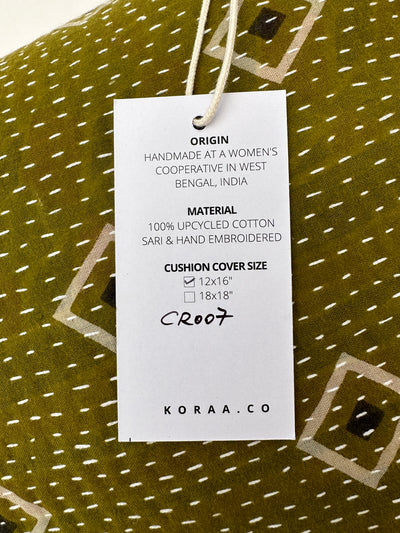 ORIGIN
HANDMADE AT A WOMEN'S
COOPERATIVE IN WEST
BENGAL, INDIA
MATERIAL
100% UPCYCLED COTTON
SARI & HAND EMBROIDERED
CUSHION COVER SIZE
12x16"
18x18"
CR007
KORAA.CO